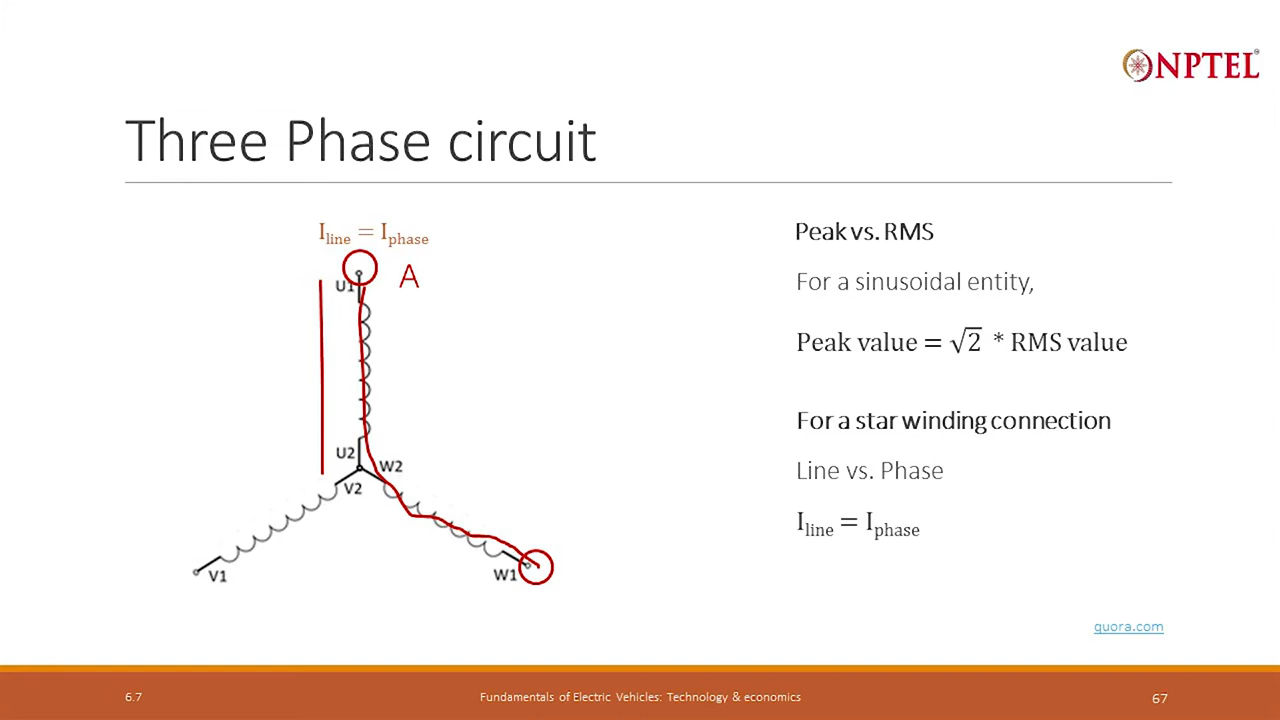 NPTEL
Three Phase circuit
I_line = I_phase
A
U1
U2
W2
V2
V1
W1
Peak vs. RMS
For a sinusoidal entity,
Peak value = √2 * RMS value
For a star winding connection
Line vs. Phase
I_line = I_phase
quora.com
6.7
Fundamentals of Electric Vehicles: Technology & economics
67